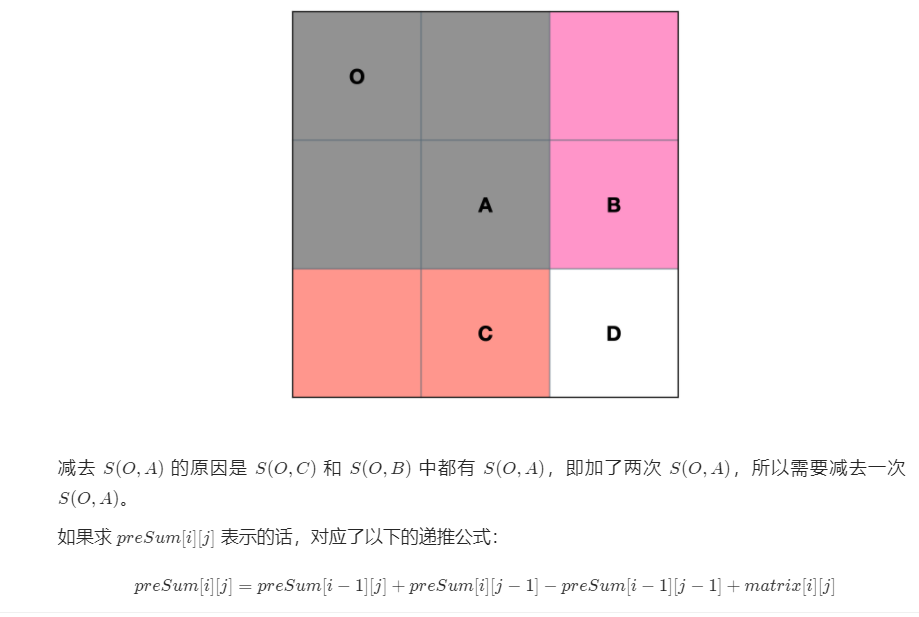 O
A
B
C
D
减去 S(O, A) 的原因是 S(O, C) 和 S(O, B) 中都有 S(O, A)，即加了两次 S(O, A)，所以需要减去一次
S(O, A)。
如果求 preSum[i][j] 表示的话，对应了以下的递推公式：
preSum[i][j] = preSum[i − 1][j] + preSum[i][j − 1] − preSum[i − 1][j − 1] + matrix[i][j]